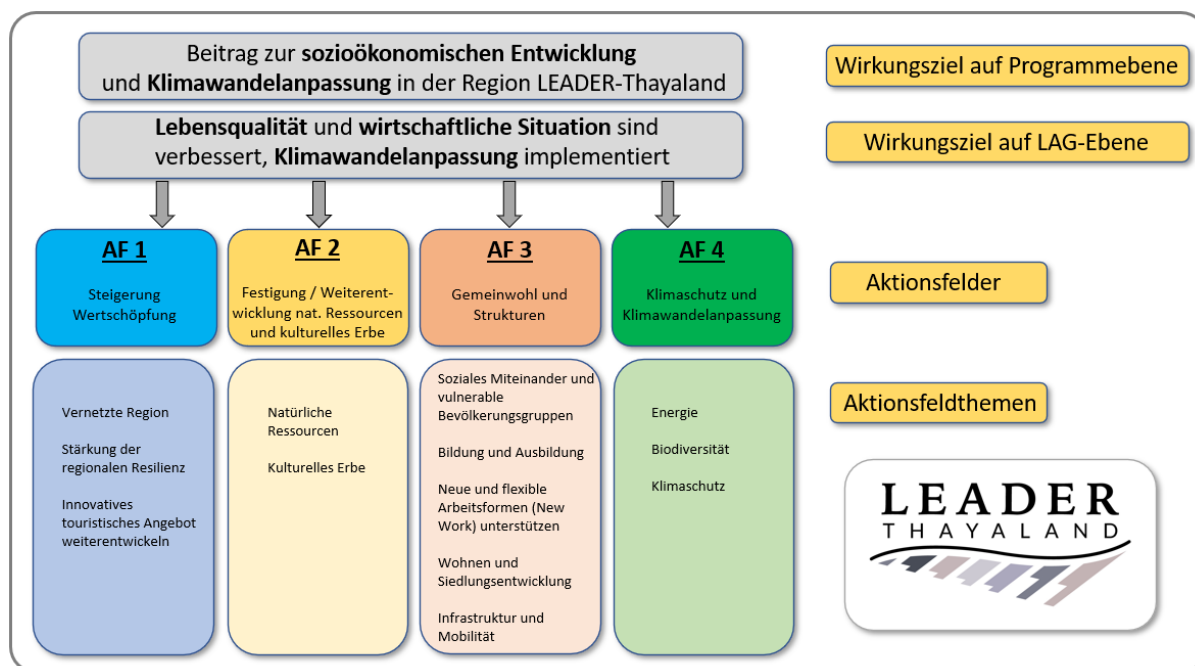 Beitrag zur sozioökonomischen Entwicklung
und Klimawandelanpassung in der Region LEADER-Thayaland
Wirkungsziel auf Programmebene
Lebensqualität und wirtschaftliche Situation sind
verbessert, Klimawandelanpassung implementiert
Wirkungsziel auf LAG-Ebene
AF 1
Steigerung
Wertschöpfung
AF 2
Festigung / Weiterent-
wicklung nat. Ressourcen
und kulturelles Erbe
AF 3
Gemeinwohl und
Strukturen
AF 4
Klimaschutz und
Klimawandelanpassung
Aktionsfelder
Vernetzte Region
Stärkung der
regionalen Resilienz
Innovatives
touristisches Angebot
weiterentwickeln
Natürliche
Ressourcen
Kulturelles Erbe
Soziales Miteinander und
vulnerable
Bevölkerungsgruppen
Bildung und Ausbildung
Neue und flexible
Arbeitsformen (New
Work) unterstützen
Wohnen und
Siedlungsentwicklung
Infrastruktur und
Mobilität
Energie
Biodiversität
Klimaschutz
Aktionsfeldthemen
LEADER
THAYALAND